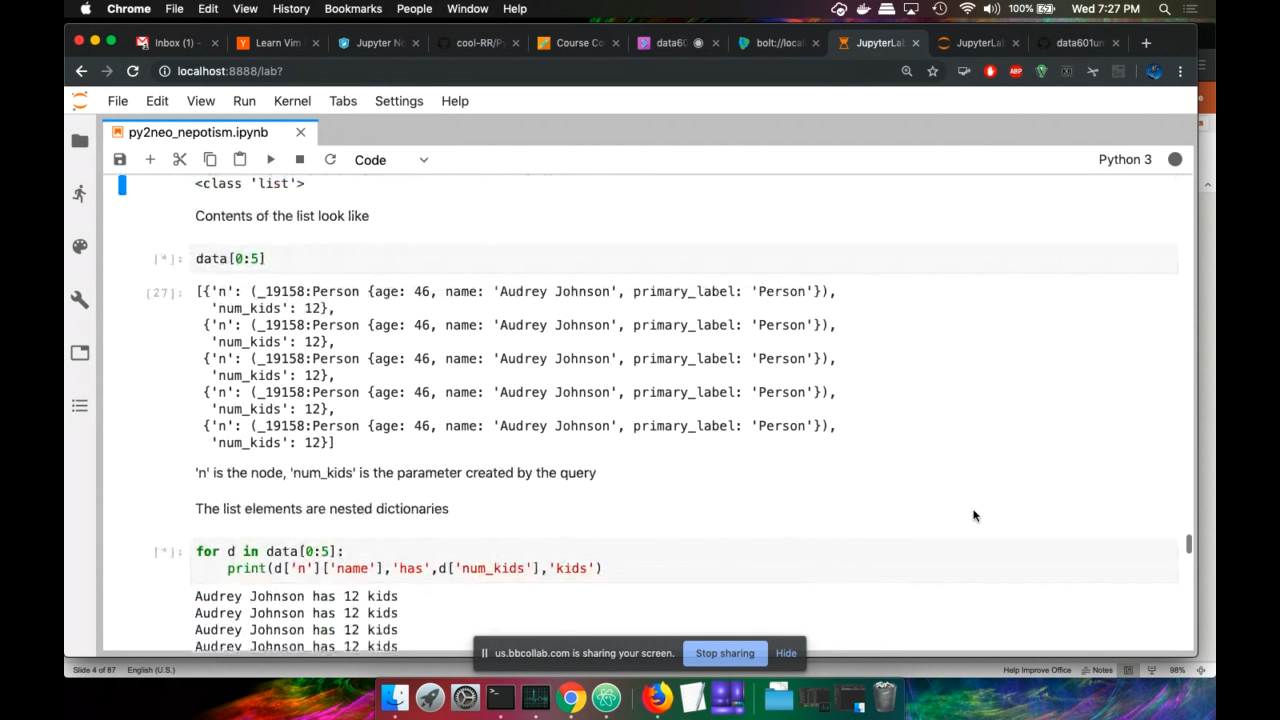 Chrome File Edit View History Bookmarks People Window Help 100% Wed 7:27 PM
Inbox (1) - Learn Vim Jupyter No cool-RR/Py Course Co data60 bolt://local JupyterLa JupyterLa data601um
localhost:8888/lab?
File Edit View Run Kernel Tabs Settings Help
py2neo_nepotism.ipynb
Code Python 3
<class 'list'>
Contents of the list look like
[*]: data[0:5]
[27]: [{'n': (_19158:Person {age: 46, name: 'Audrey Johnson', primary_label: 'Person'}),
'num_kids': 12},
{'n': (_19158:Person {age: 46, name: 'Audrey Johnson', primary_label: 'Person'}),
'num_kids': 12},
{'n': (_19158:Person {age: 46, name: 'Audrey Johnson', primary_label: 'Person'}),
'num_kids': 12},
{'n': (_19158:Person {age: 46, name: 'Audrey Johnson', primary_label: 'Person'}),
'num_kids': 12},
{'n': (_19158:Person {age: 46, name: 'Audrey Johnson', primary_label: 'Person'}),
'num_kids': 12}]
'n' is the node, 'num_kids' is the parameter created by the query
The list elements are nested dictionaries
[*]: for d in data[0:5]:
print(d['n']['name'],'has',d['num_kids'],'kids')
Audrey Johnson has 12 kids
Audrey Johnson has 12 kids
Audrey Johnson has 12 kids
Audrey Johnson has 12 kids
us.bbcollab.com is sharing your screen. Stop sharing Hide
Slide 4 of 87 English (U.S.) Help Improve Office Notes 98%